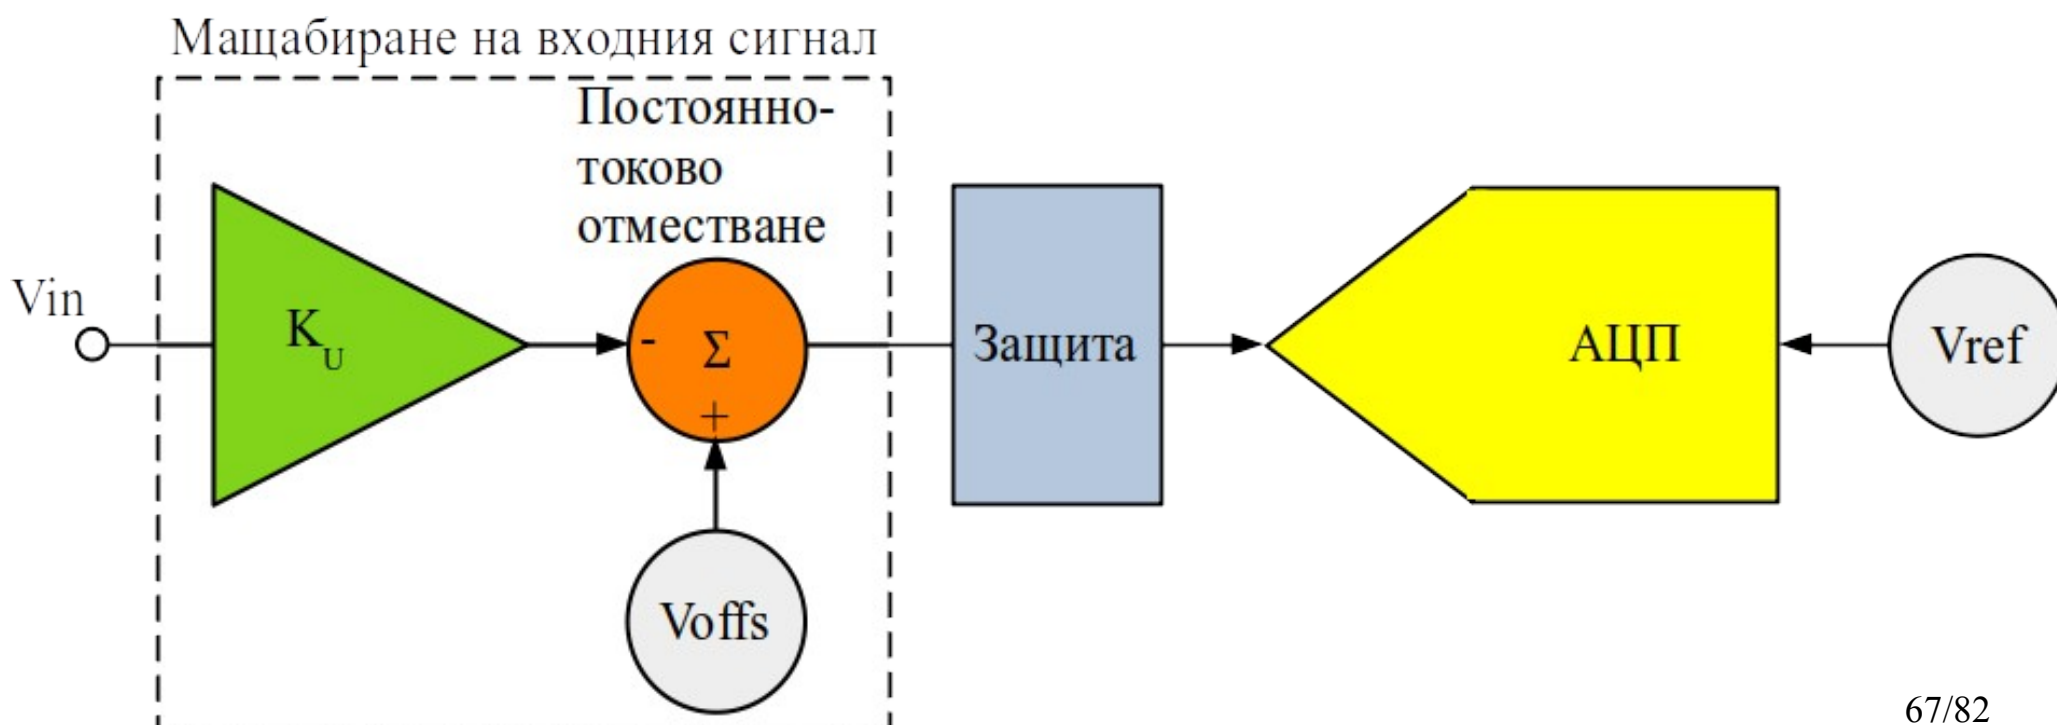 Мащабиране на входния сигнал
Постоянно-
токово
отместване
Vin
K U
-
Σ
+
Защита
АЦП
Vref
Voffs
67/82